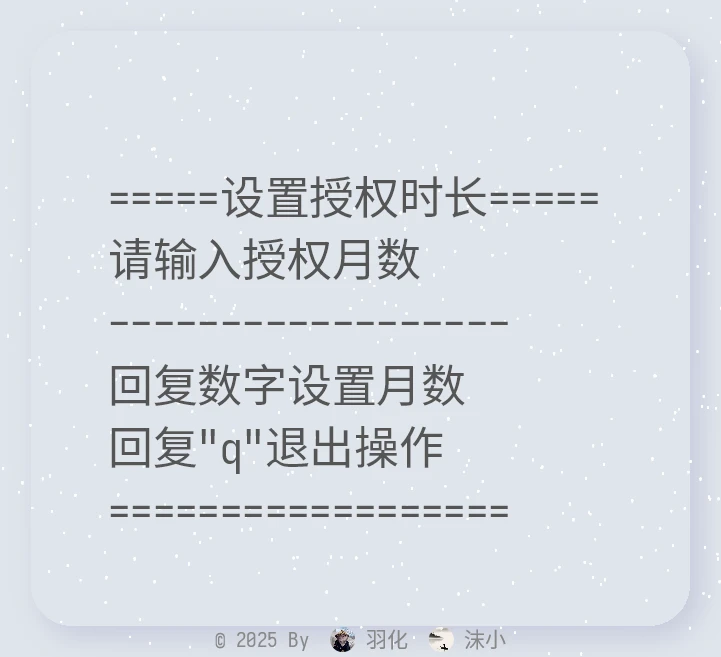 =====设置授权时长=====
请输入授权月数
------------------
回复数字设置月数
回复"q"退出操作
==================
© 2025 By 羽化 沫小